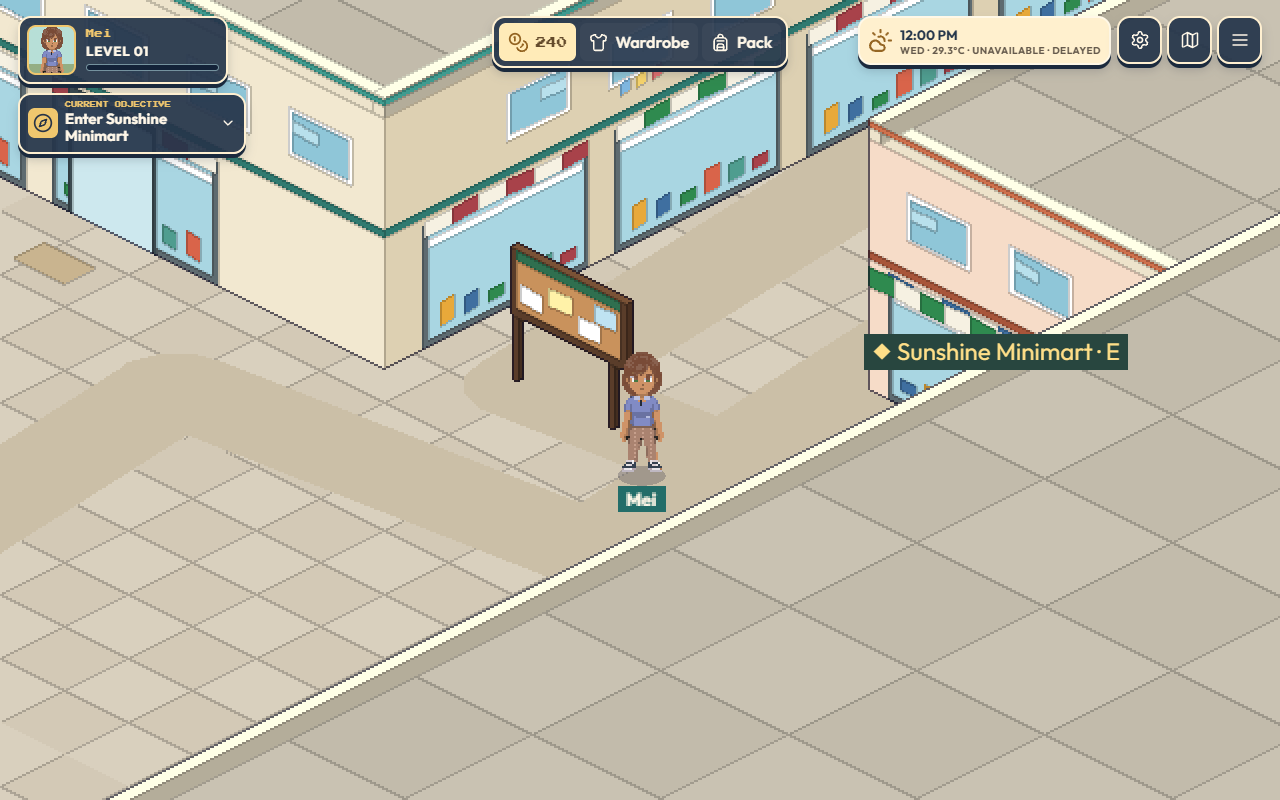 Mei
LEVEL 01
CURRENT OBJECTIVE
Enter Sunshine
Minimart
240
Wardrobe
Pack
12:00 PM
WED · 29.3°C · UNAVAILABLE · DELAYED
◆ Sunshine Minimart · E
Mei